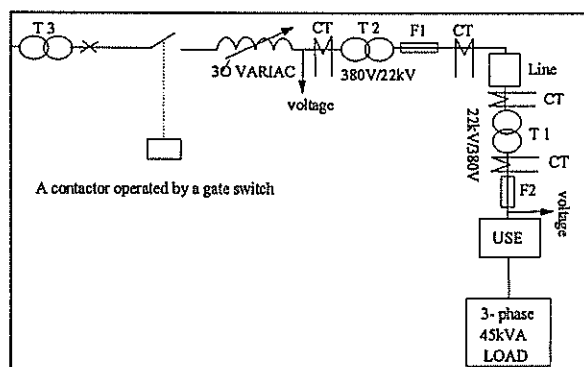 T 3
CT
T 2
F1
CT
3O VARIAC
380V/22kV
voltage
Line
CT
22kV/380V
T 1
CT
A contactor operated by a gate switch
F2
voltage
USE
3- phase
45kVA
LOAD